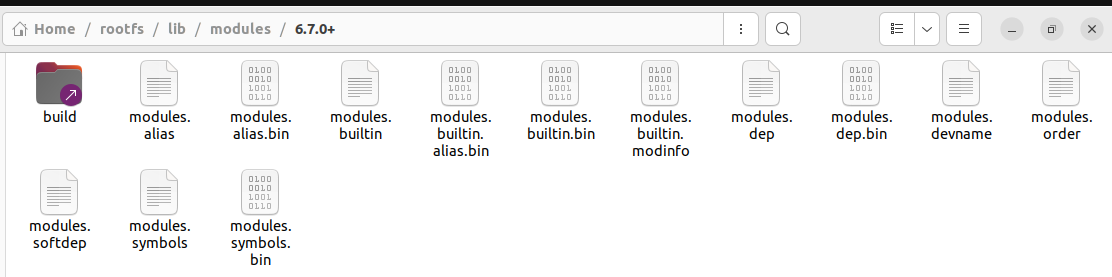 Home / rootfs / lib / modules / 6.7.0+
build
modules.
alias
modules.
alias.bin
modules.
builtin
modules.
builtin.
alias.bin
modules.
builtin.bin
modules.
builtin.
modinfo
modules.
dep
modules.
dep.bin
modules.
devname
modules.
order
modules.
softdep
modules.
symbols
modules.
symbols.
bin